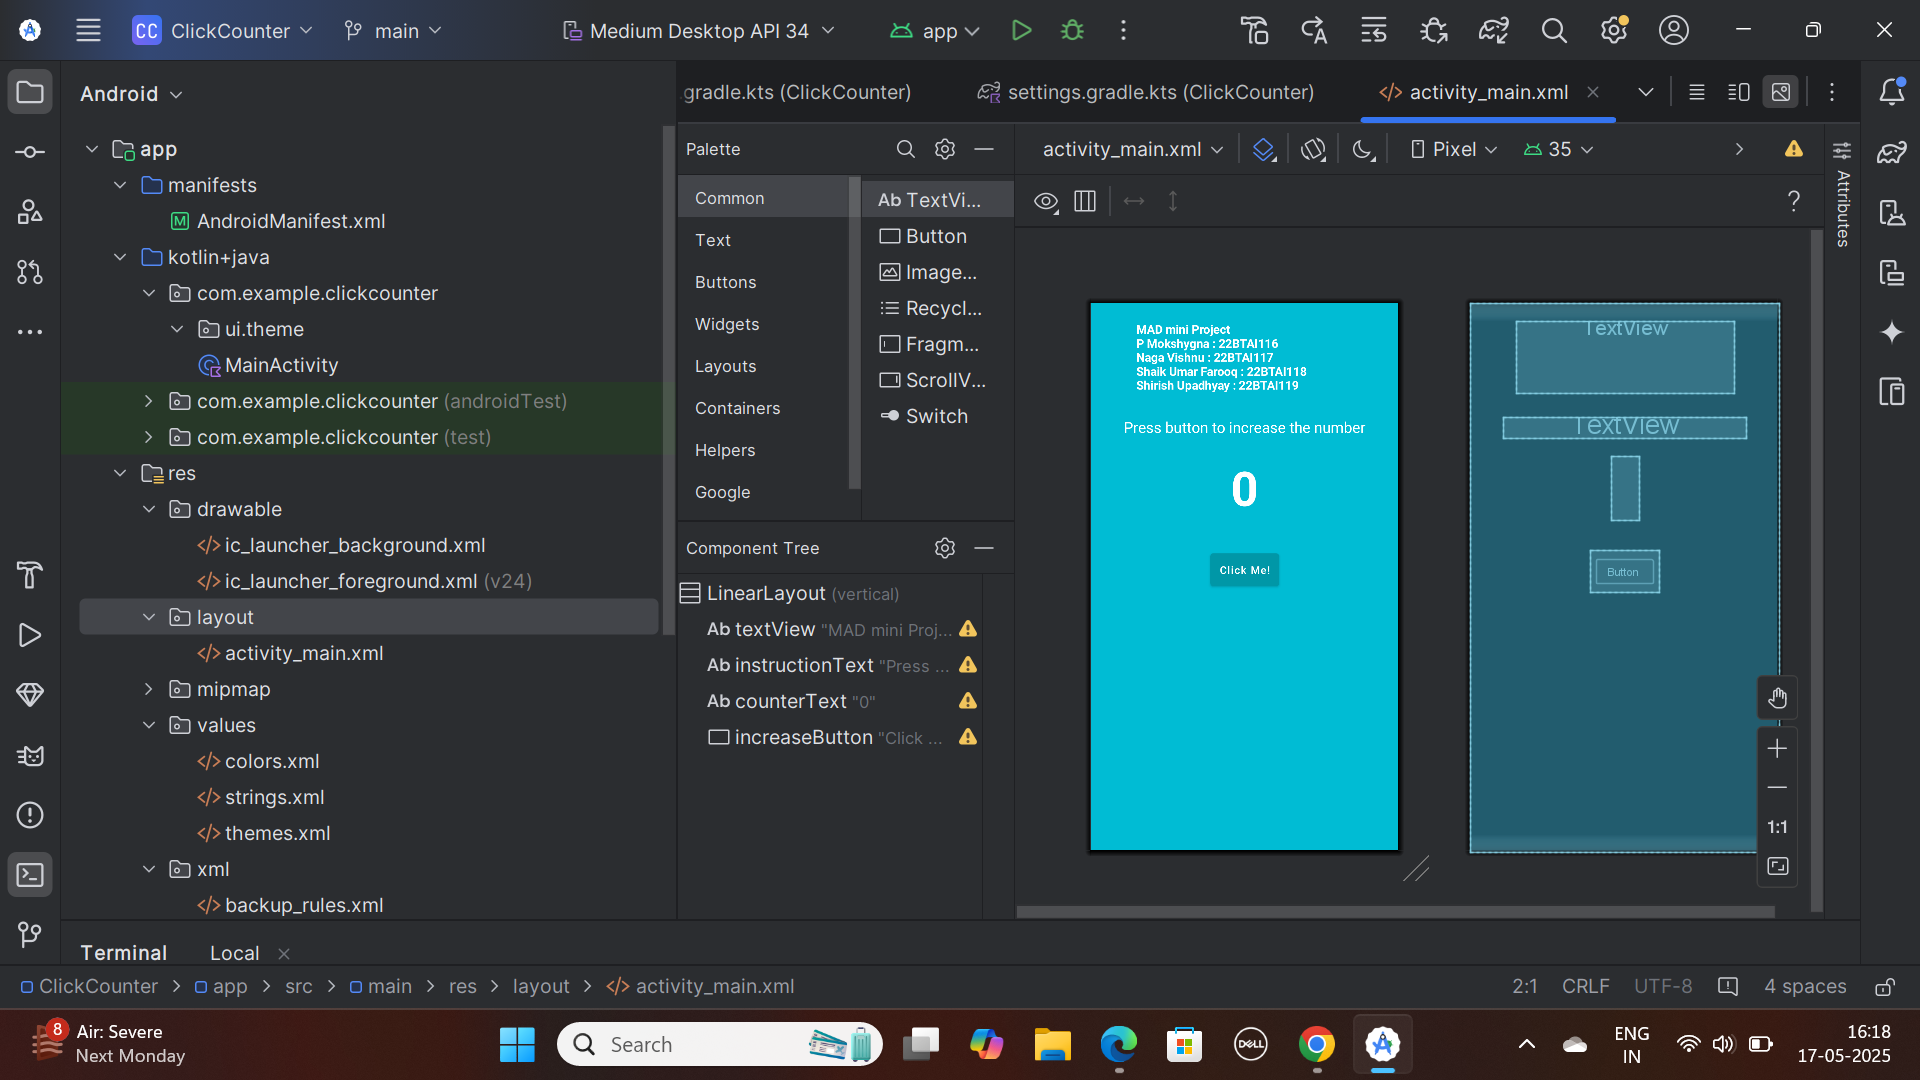 CC ClickCounter
main
Medium Desktop API 34
app
Android
.gradle.kts (ClickCounter)
settings.gradle.kts (ClickCounter)
activity_main.xml
app
manifests
AndroidManifest.xml
kotlin+java
com.example.clickcounter
ui.theme
MainActivity
com.example.clickcounter (androidTest)
com.example.clickcounter (test)
res
drawable
ic_launcher_background.xml
ic_launcher_foreground.xml (v24)
layout
activity_main.xml
mipmap
values
colors.xml
strings.xml
themes.xml
xml
backup_rules.xml
Palette
Common
Text
Buttons
Widgets
Layouts
Containers
Helpers
Google
Ab TextVi...
Button
Image...
Recycl...
Fragm...
ScrollV...
Switch
Component Tree
LinearLayout (vertical)
Ab textView "MAD mini Proj...
Ab instructionText "Press ...
Ab counterText "0"
increaseButton "Click ...
activity_main.xml
Pixel
35
?
Attributes
MAD mini Project
P Mokshygna : 22BTAI116
Naga Vishnu : 22BTAI117
Shaik Umar Farooq : 22BTAI118
Shirish Upadhyay : 22BTAI119
Press button to increase the number
0
Click Me!
TextView
TextView
Button
1:1
Terminal
Local
ClickCounter > app > src > main > res > layout > activity_main.xml
2:1
CRLF
UTF-8
4 spaces
8
Air: Severe
Next Monday
Search
DELL
ENG
IN
16:18
17-05-2025